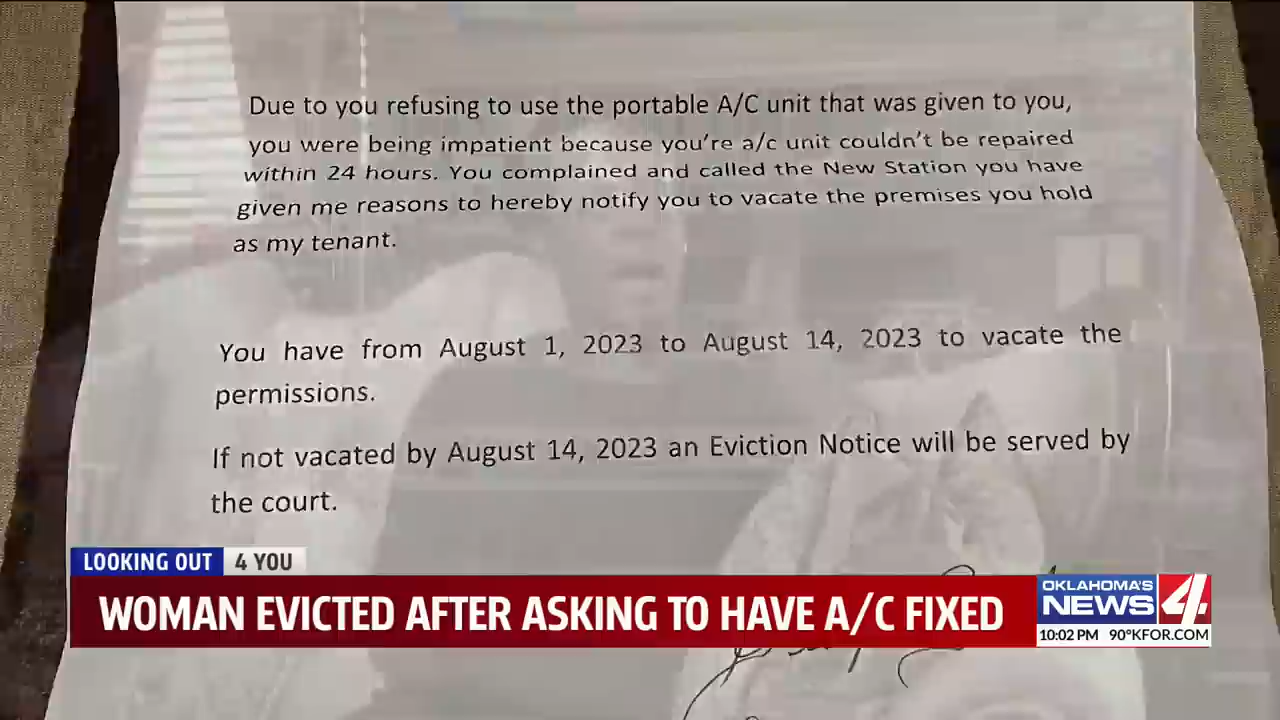 Due to you refusing to use the portable A/C unit that was given to you,
you were being impatient because you're a/c unit couldn't be repaired
within 24 hours. You complained and called the New Station you have
given me reasons to hereby notify you to vacate the premises you hold
as my tenant.
You have from August 1, 2023 to August 14, 2023 to vacate the
permissions.
If not vacated by August 14, 2023 an Eviction Notice will be served by
the court.
LOOKING OUT 4 YOU
WOMAN EVICTED AFTER ASKING TO HAVE A/C FIXED
OKLAHOMA'S
NEWS 4
10:02 PM 90° KFOR.COM